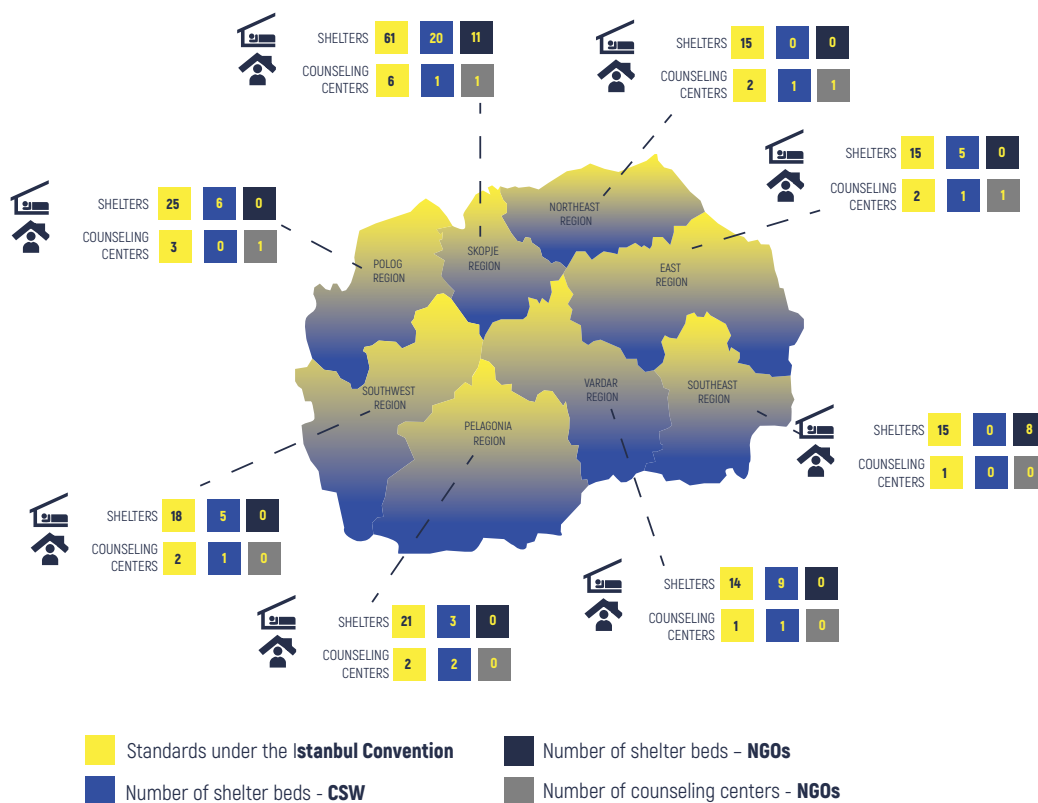 SHELTERS 61 20 11
COUNSELING
CENTERS 6 1 1
SHELTERS 15 0 0
COUNSELING
CENTERS 2 1 1
SHELTERS 15 5 0
COUNSELING
CENTERS 2 1 1
SHELTERS 25 6 0
COUNSELING
CENTERS 3 0 1
NORTHEAST
REGION
SKOPJE
REGION
POLOG
REGION
EAST
REGION
SOUTHWEST
REGION
VARDAR
REGION
SOUTHEAST
REGION
PELAGONIA
REGION
SHELTERS 15 0 8
COUNSELING
CENTERS 1 0 0
SHELTERS 18 5 0
COUNSELING
CENTERS 2 1 0
SHELTERS 14 9 0
COUNSELING
CENTERS 1 1 0
SHELTERS 21 3 0
COUNSELING
CENTERS 2 2 0
Standards under the Istanbul Convention
Number of shelter beds – NGOs
Number of shelter beds - CSW
Number of counseling centers - NGOs